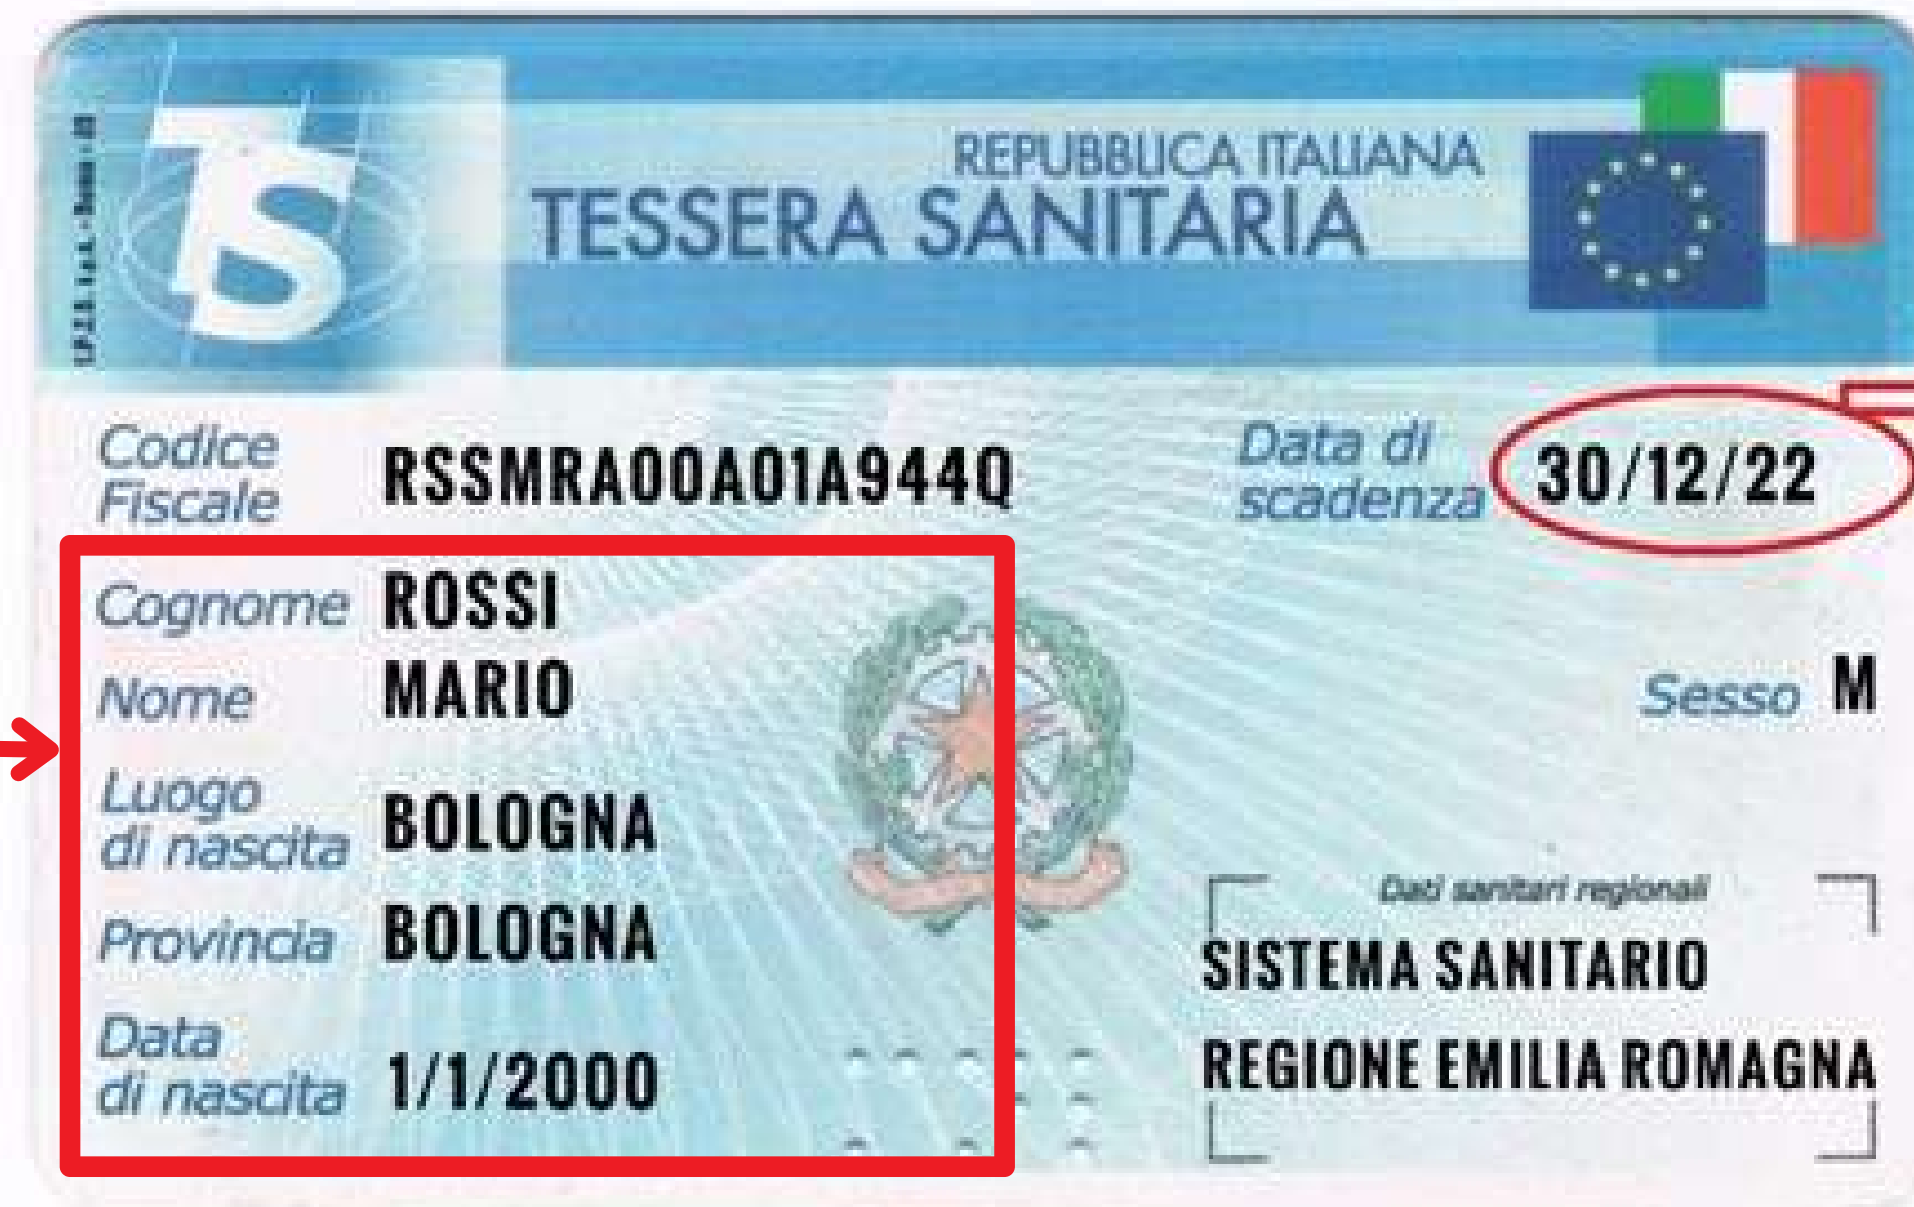 TS
REPUBBLICA ITALIANA
TESSERA SANITARIA
Codice
Fiscale
RSSMRA00A01A944Q
Data di
scadenza
30/12/22
Cognome ROSSI
Nome MARIO
Sesso M
Luogo
di nascita
BOLOGNA
Provincia BOLOGNA
Data
di nascita
1/1/2000
Dati sanitari regionali
SISTEMA SANITARIO
REGIONE EMILIA ROMAGNA